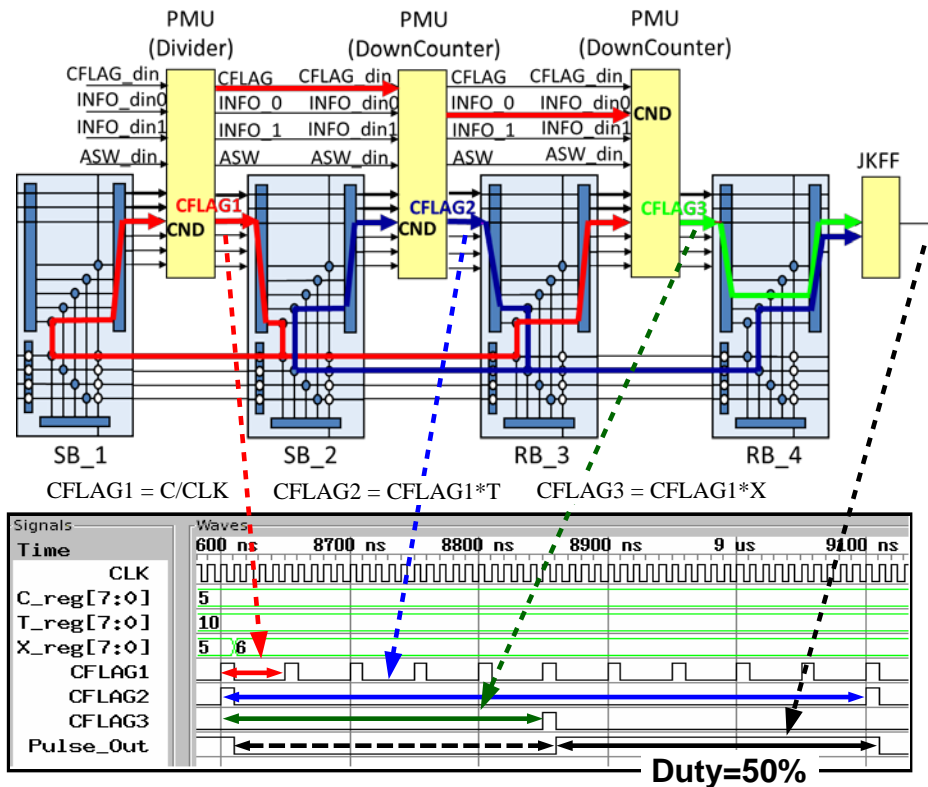 PMU
(Divider)
PMU
(DownCounter)
PMU
(DownCounter)
CFLAG_din
CFLAG
CFLAG_din
CFLAG
CFLAG_din
INFO_din0
INFO_0
INFO_din0
INFO_0
INFO_din0
CND
INFO_din1
INFO_1
INFO_din1
INFO_1
INFO_din1
ASW_din
ASW
ASW_din
ASW
ASW_din
JKFF
CFLAG1
CND
CFLAG2
CND
CFLAG3
SB_1
SB_2
RB_3
RB_4
CFLAG1 = C/CLK
CFLAG2 = CFLAG1*T
CFLAG3 = CFLAG1*X
Signals
Waves
Time
600 ns
8700 ns
8800 ns
8900 ns
9 us
9100 ns
CLK
C_reg[7:0]
5
T_reg[7:0]
10
X_reg[7:0]
5
6
CFLAG1
CFLAG2
CFLAG3
Pulse_Out
Duty=50%